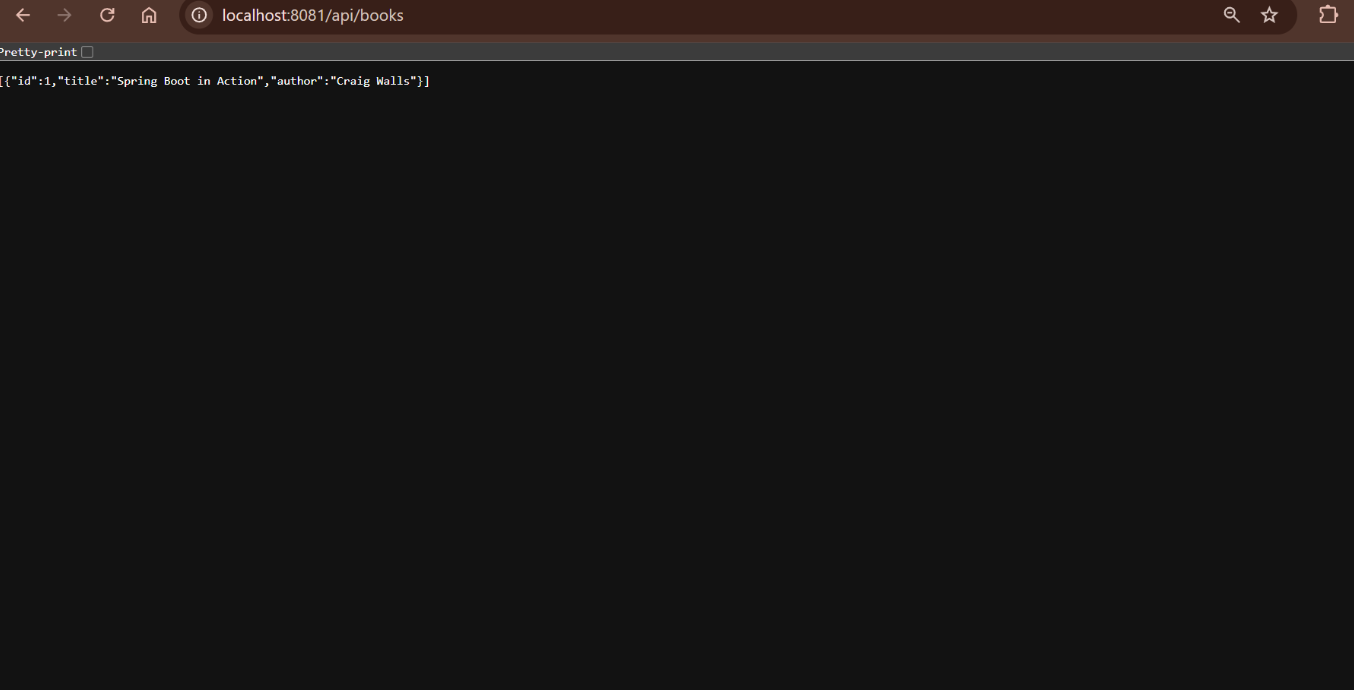 localhost:8081/api/books
Pretty-print
[{"id":1,"title":"Spring Boot in Action","author":"Craig Walls"}]